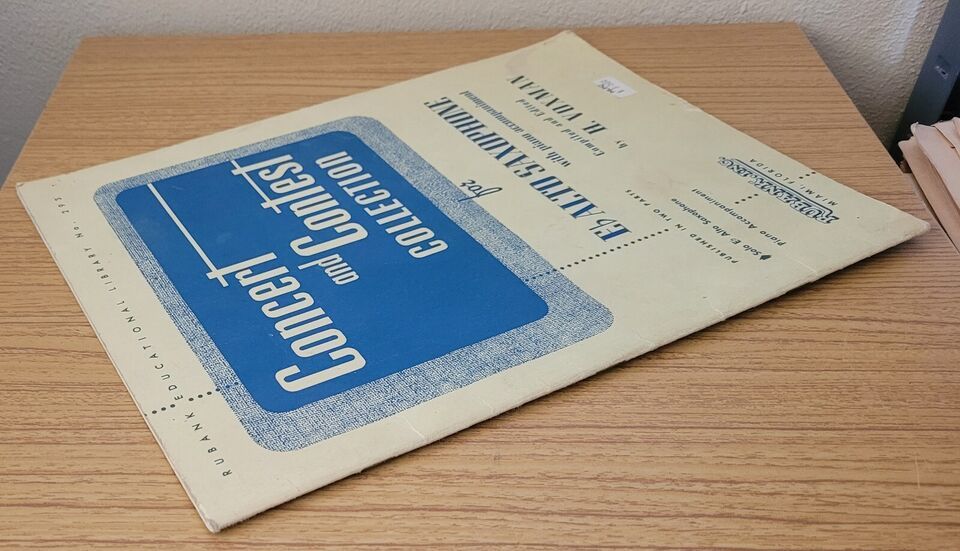 RUBANK EDUCATIONAL LIBRARY No.
Concert
and Contest
COLLECTION
for
E♭ ALTO SAXOPHONE
with piano accompaniment
Compiled and Edited
by H. VOXMAN
PUBLISHED IN TWO PARTS
Solo E♭ Alto Saxophone
Piano Accompaniment
RUBANK, INC.
MIAMI, FLORIDA